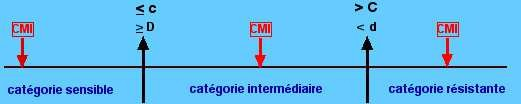 ≤ c
> C
CMI
≥ D
CMI
< d
CMI
catégorie sensible
catégorie intermédiaire
catégorie résistante